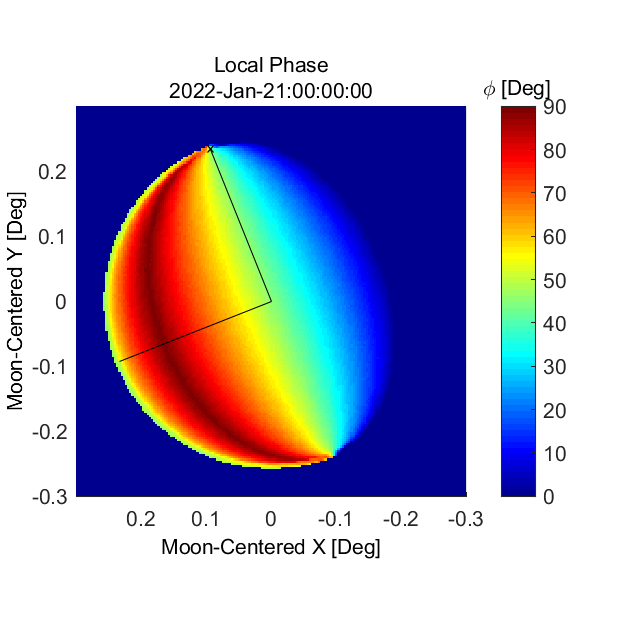 Local Phase
2022-Jan-21:00:00:00:00
ϕ [Deg]
90
80
70
60
50
40
30
20
10
0
Moon-Centered Y [Deg]
0.2
0.1
0
-0.1
-0.2
-0.3
0.2 0.1 0 -0.1 -0.2 -0.3
Moon-Centered X [Deg]